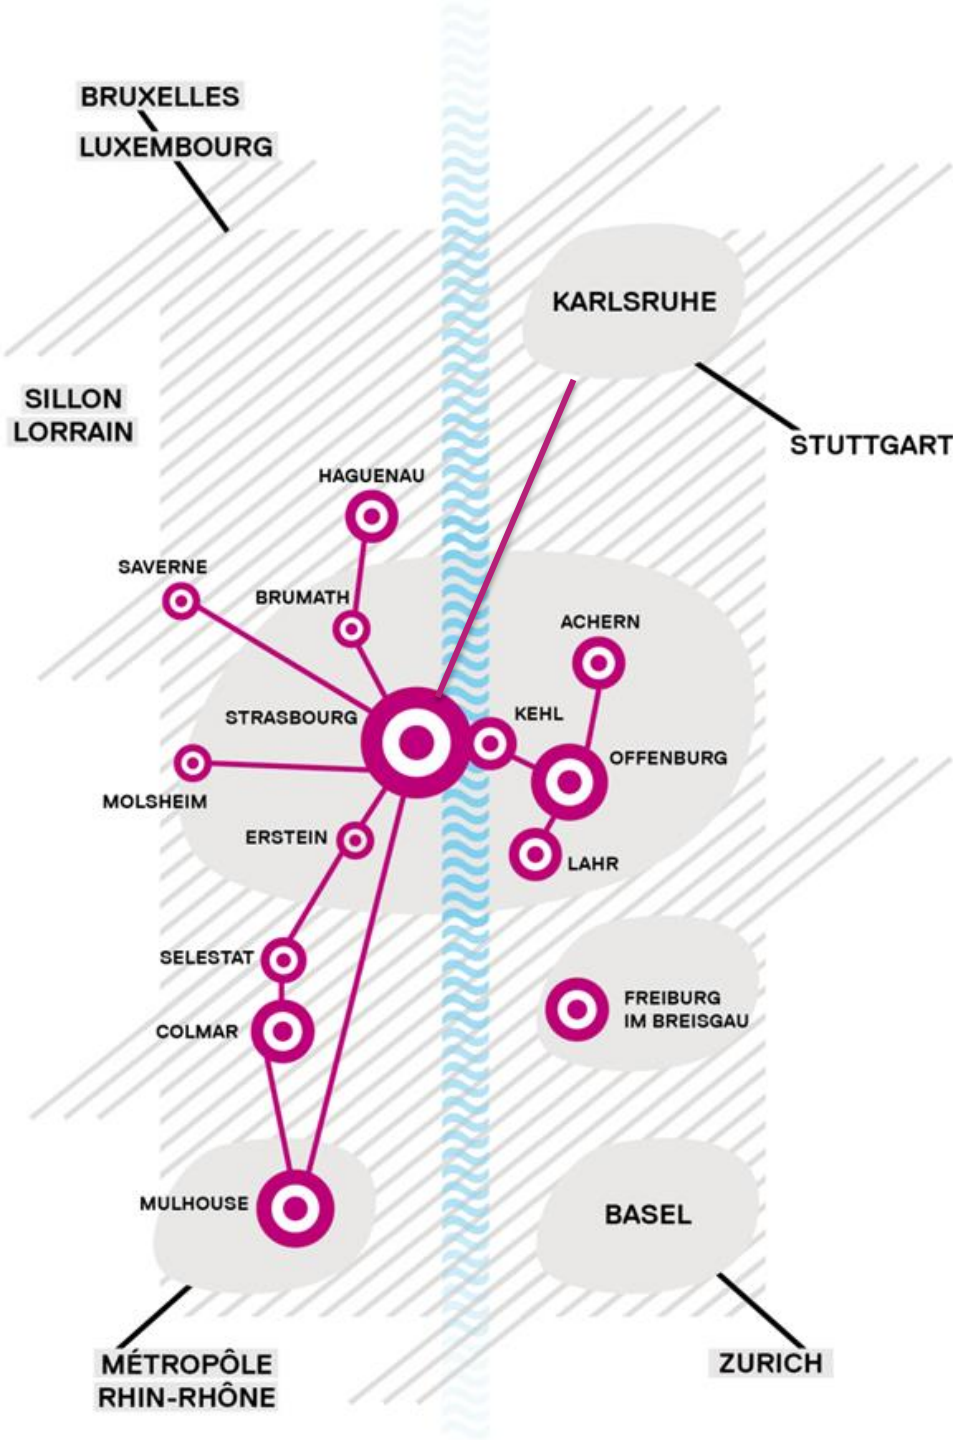 BRUXELLES
LUXEMBOURG
KARLSRUHE
SILLON
LORRAIN
STUTTGART
HAGUENAU
SAVERNE
BRUMATH
ACHERN
STRASBOURG
KEHL
OFFENBURG
MOLSHEIM
ERSTEIN
LAHR
SELESTAT
FREIBURG
IM BREISGAU
COLMAR
MULHOUSE
BASEL
MÉTROPÔLE
RHIN-RHÔNE
ZURICH